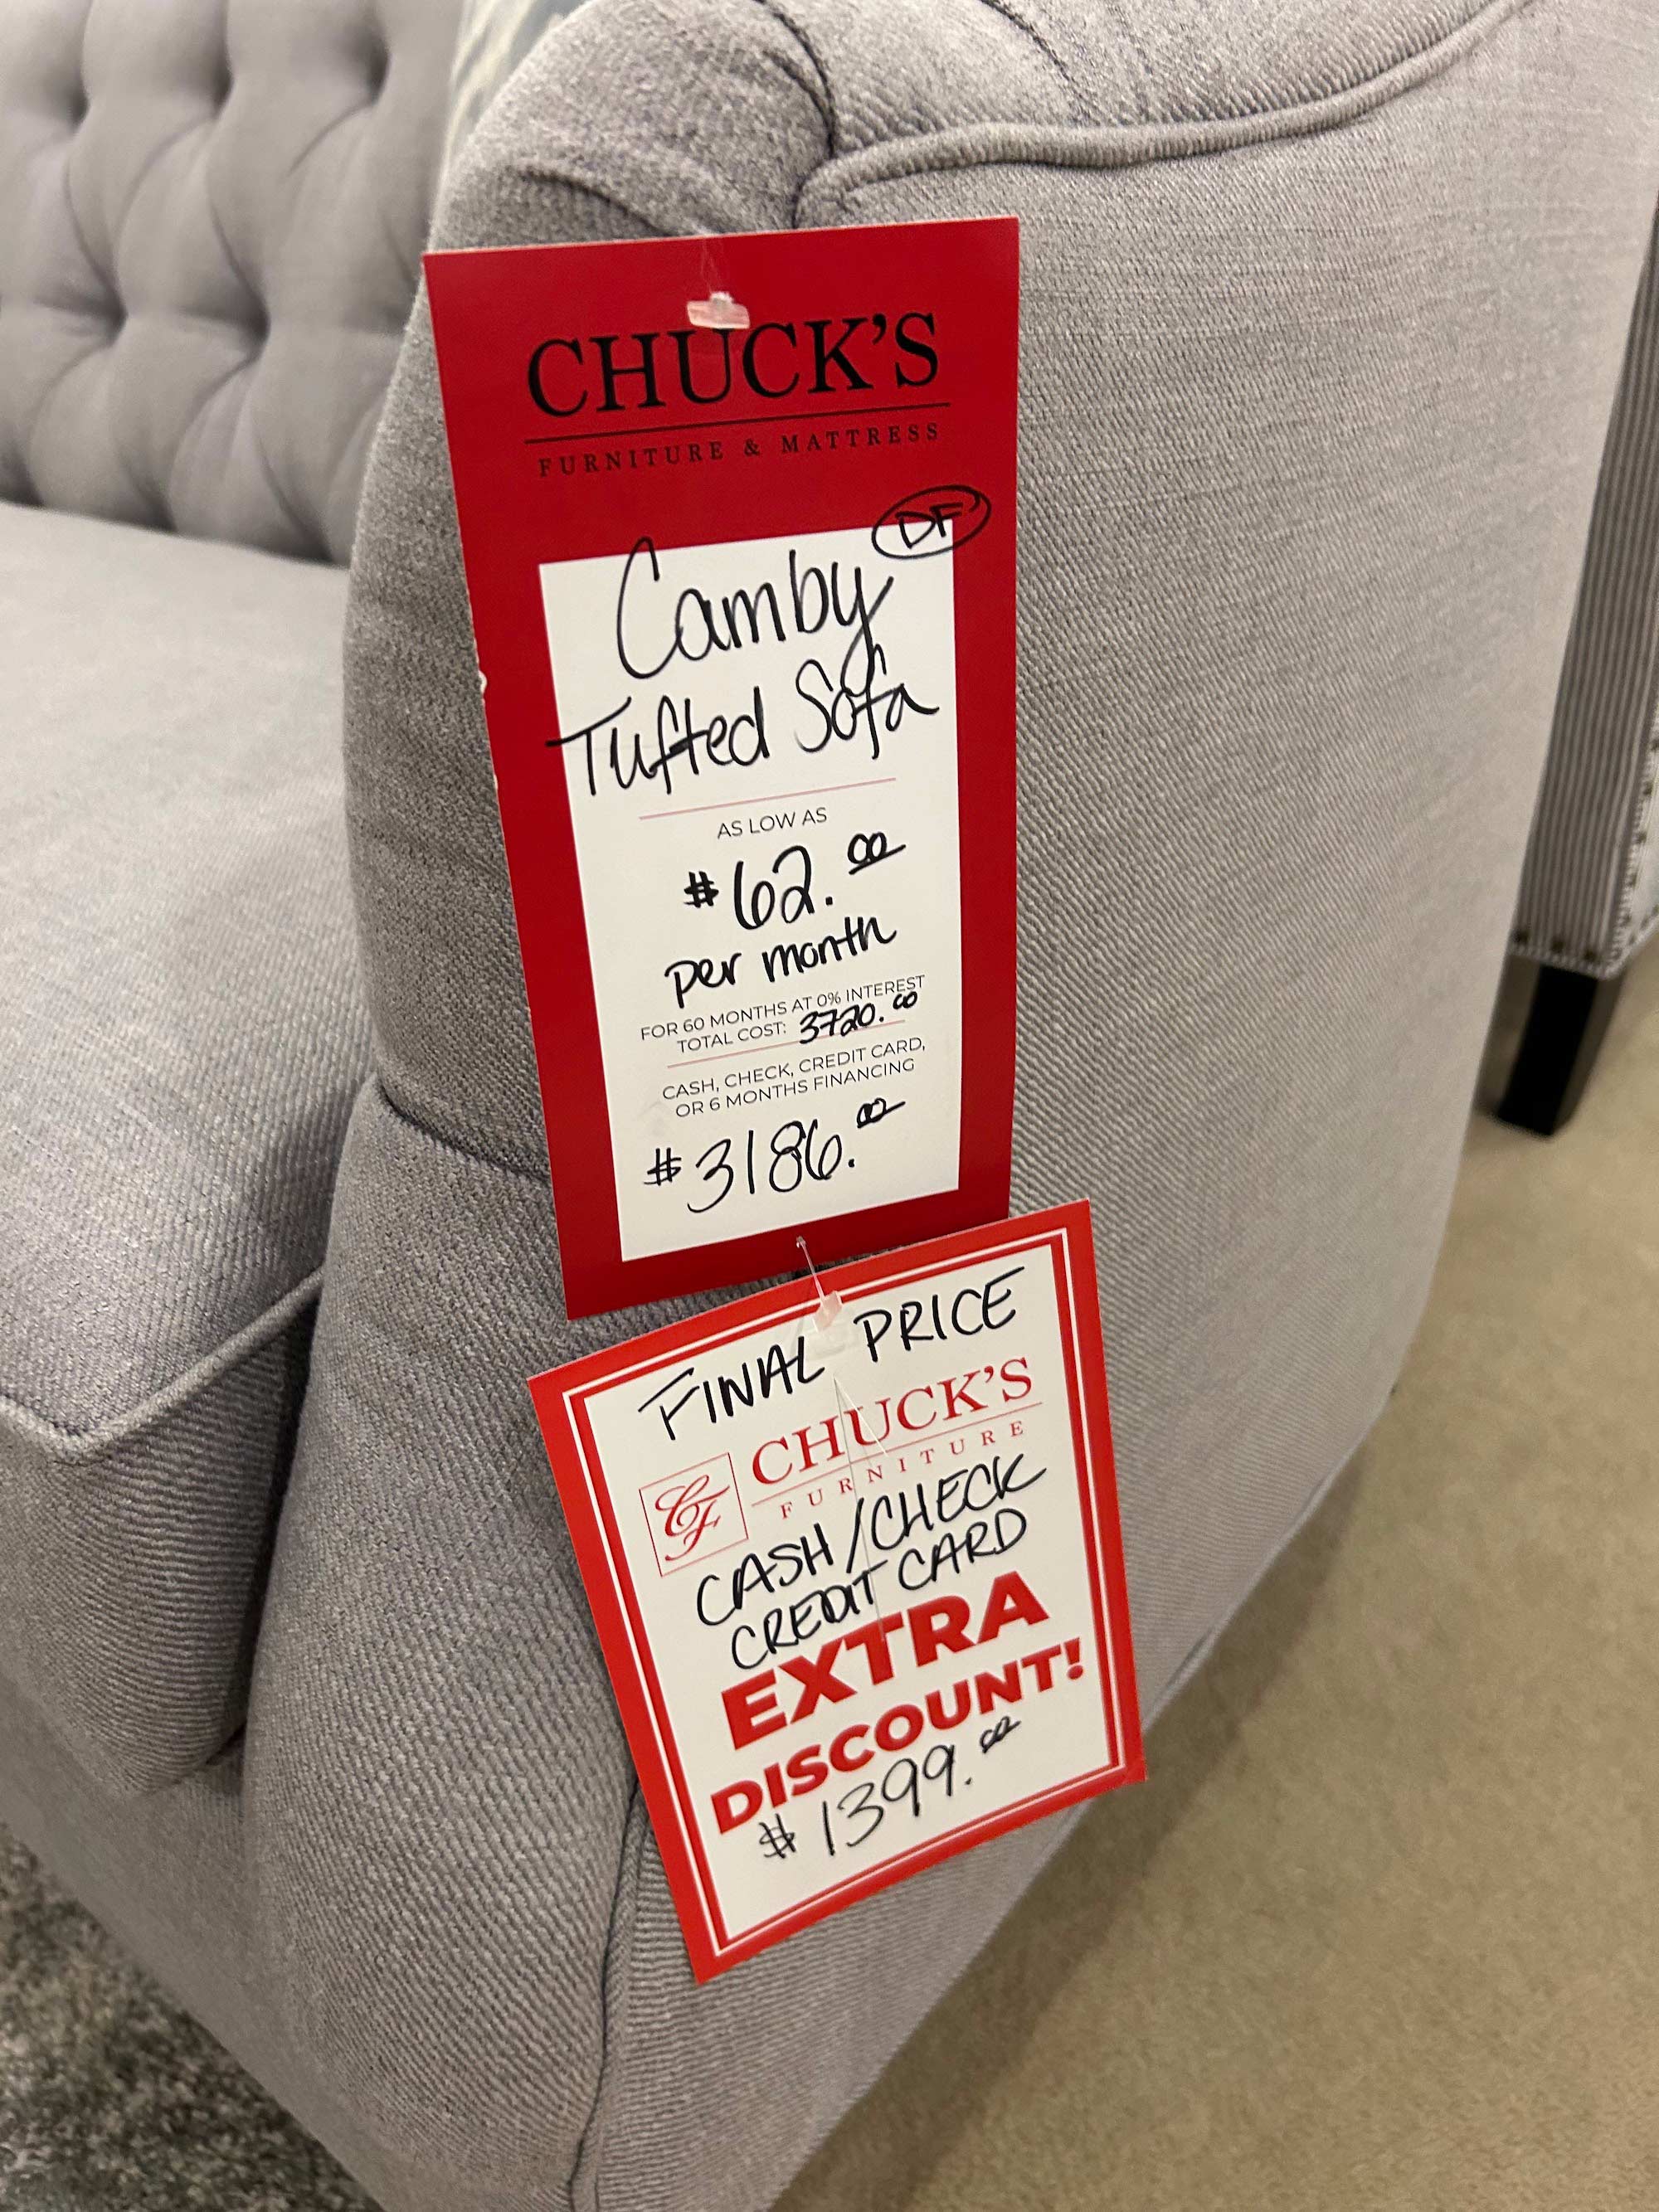 CHUCK'S
FURNITURE & MATTRESS
DF
Camby
Tufted Sofa
AS LOW AS
$62.00
per month
FOR 60 MONTHS AT 0% INTEREST
TOTAL COST: 3720.00
CASH, CHECK, CREDIT CARD,
OR 6 MONTHS FINANCING
$3186.00
FINAL PRICE
CF CHUCK'S
FURNITURE
CASH/CHECK
CREDIT CARD
EXTRA
DISCOUNT!
$1399.00